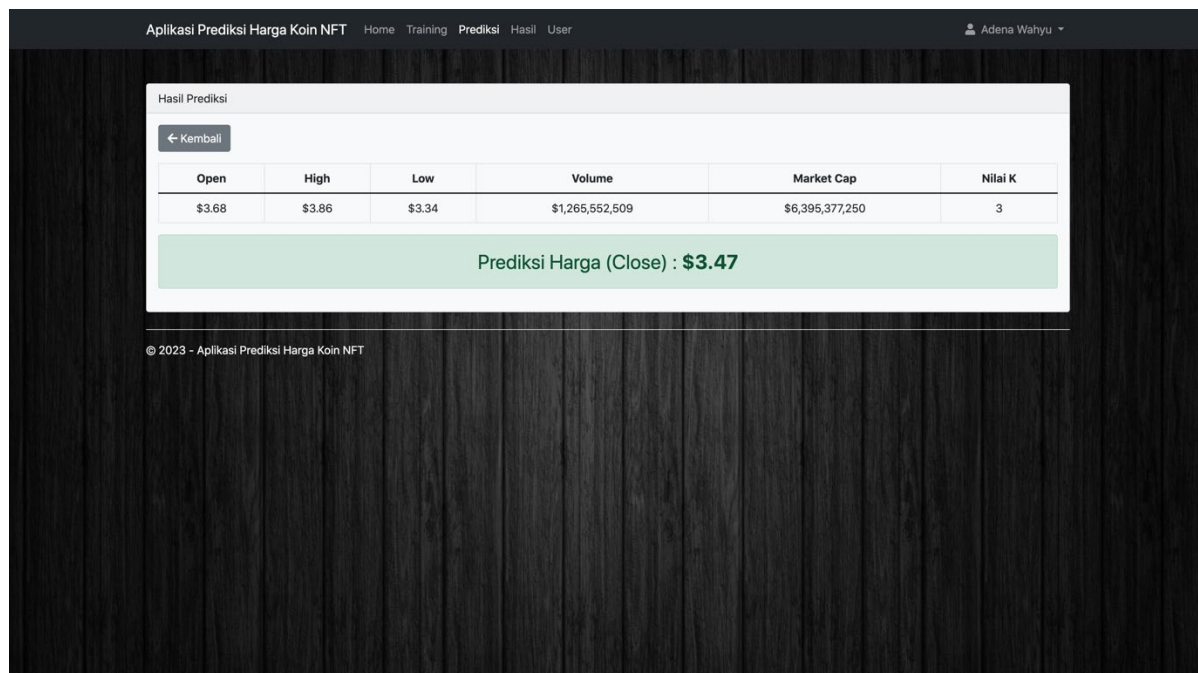 Aplikasi Prediksi Harga Koin NFT Home Training Prediksi Hasil User Adena Wahyu
Hasil Prediksi
← Kembali
Open High Low Volume Market Cap Nilai K
$3.68 $3.86 $3.34 $1,265,552,509 $6,395,377,250 3
Prediksi Harga (Close) : $3.47
© 2023 - Aplikasi Prediksi Harga Koin NFT